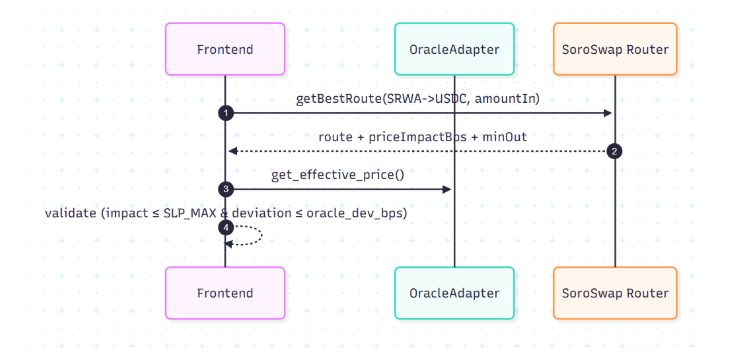 Frontend
OracleAdapter
SoroSwap Router
getBestRoute(SRWA->USDC, amountIn)
1
route + priceImpactBps + minOut
2
get_effective_price()
3
validate (impact ≤ SLP_MAX & deviation ≤ oracle_dev_bps)
4
Frontend
OracleAdapter
SoroSwap Router